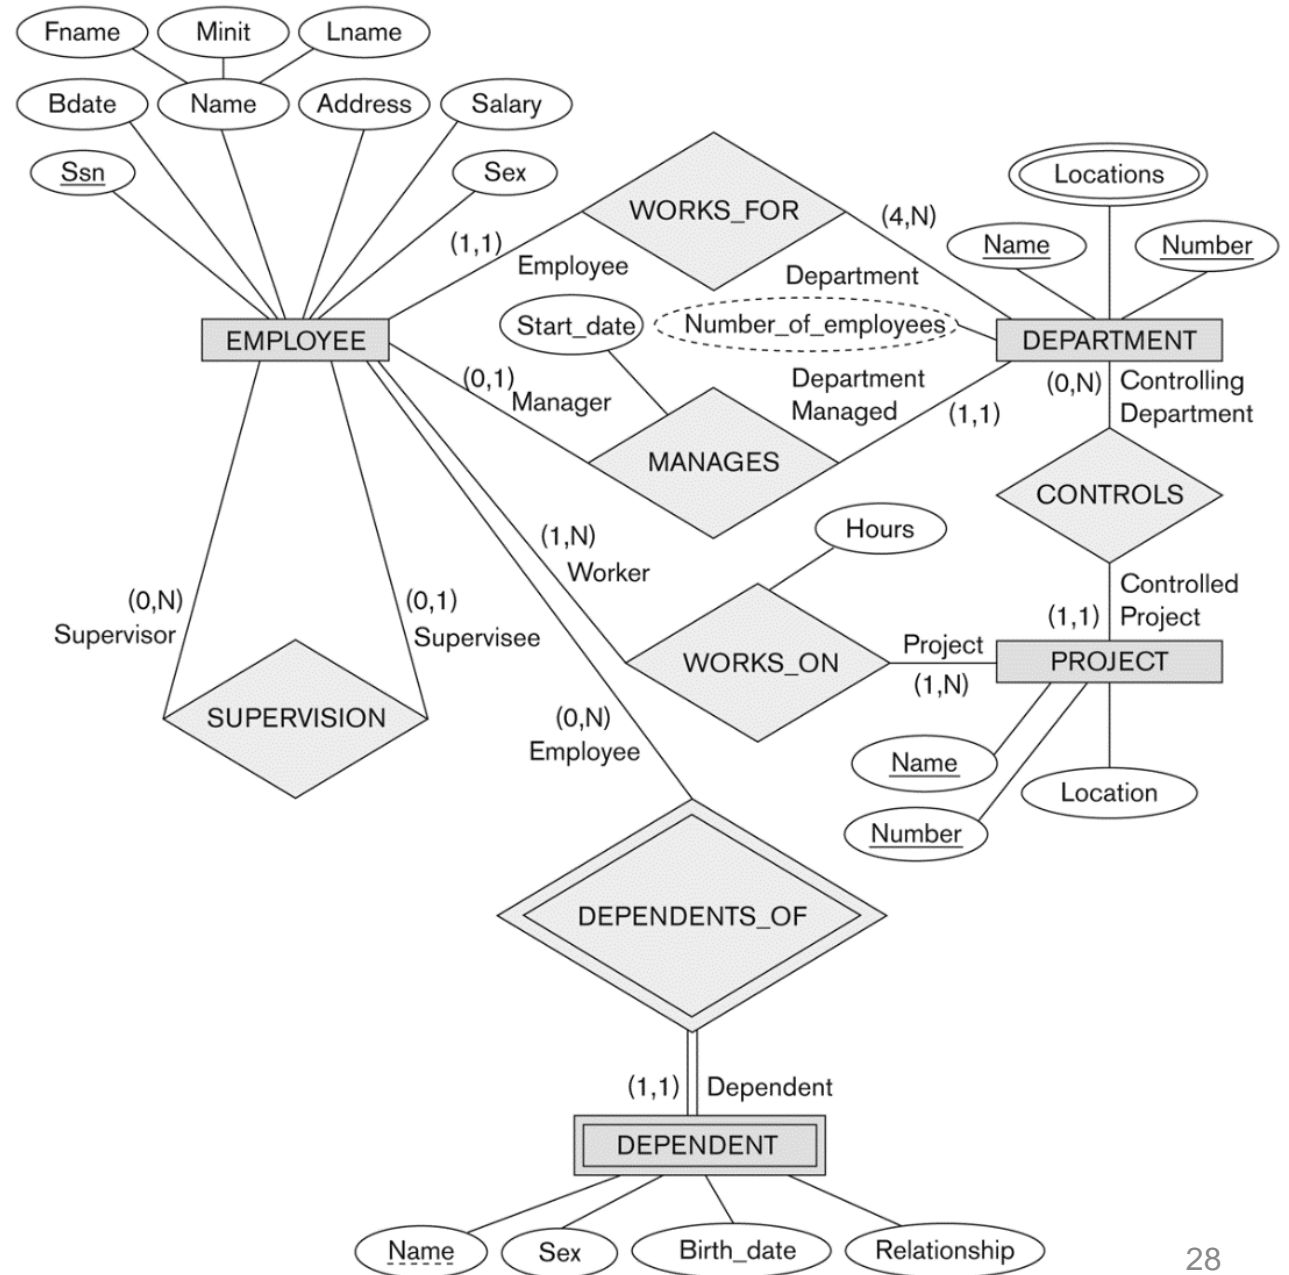 Fname
Minit
Lname
Bdate
Name
Address
Salary
Ssn
Sex
WORKS_FOR
Locations
(1,1)
Employee
(4,N)
Department
Name
Number
Start_date
Number_of_employees
EMPLOYEE
DEPARTMENT
(0,1)
Manager
Department
Managed
(1,1)
(0,N)
Controlling
Department
MANAGES
CONTROLS
Hours
(1,N)
Worker
Controlled
Project
(1,1)
(0,N)
Supervisor
(0,1)
Supervisee
WORKS_ON
Project
(1,N)
PROJECT
SUPERVISION
(0,N)
Employee
Name
Number
Location
DEPENDENTS_OF
(1,1)
Dependent
DEPENDENT
Name
Sex
Birth_date
Relationship
28